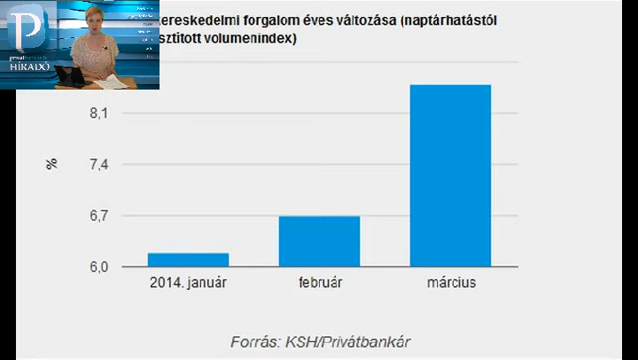 ereskedelmi forgalom éves változása (naptárhatástól
isztított volumenindex)
P
HÍRADÓ
8,1
7,4
6,7
6,0
%
2014. január
február
március
Forrás: KSH/Privátbankár